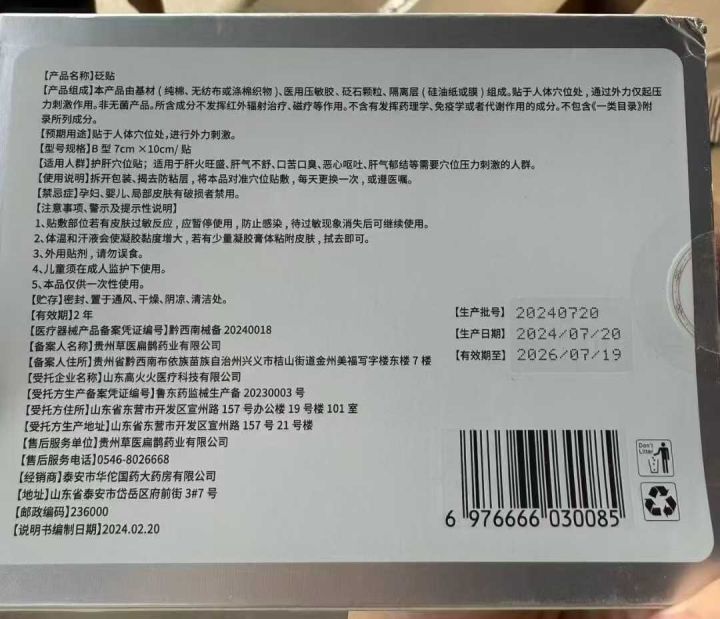 【产品名称】砭贴
【产品组成】本产品由基材(纯棉、无纺布或涤棉织物)、医用压敏胶、砭石颗粒、隔离层(硅油纸或膜)组成。贴于人体穴位处,通过外力仅起压
力刺激作用。非无菌产品。所含成分不发挥红外辐射治疗、磁疗等作用。不含有发挥药理学、免疫学或者代谢作用的成分。不包含《一类目录》附
录所列成分。
【预期用途】贴于人体穴位处,进行外力刺激。
【型号规格】B 型 7cm×10cm/贴
【适用人群】护肝穴位贴;适用于肝火旺盛、肝气不舒、口苦口臭、恶心呕吐、肝气郁结等需要穴位压力刺激的人群。
【使用说明】拆开包装、揭去防粘层,将本品对准穴位贴敷,每天更换一次,或遵医嘱。
【禁忌症】孕妇、婴儿、局部皮肤有破损者禁用。
【注意事项、警示及提示性说明】
1、贴敷部位若有皮肤过敏反应,应暂停使用,防止感染,待过敏现象消失后可继续使用。
2、体温和汗液会使凝胶黏度增大,若有少量凝胶膏体粘附皮肤,拭去即可。
3、外用贴剂,请勿误食。
4、儿童须在成人监护下使用。
5、本品仅供一次性使用。
【贮存】密封、置于通风、干燥、阴凉、清洁处。
【有效期】2 年
【医疗器械产品备案凭证编号】黔西南械备 20240018
【备案人名称】贵州草医扁鹊药业有限公司
【备案人住所】贵州省黔西南布依族苗族自治州兴义市桔山街道金州美福写字楼东楼 7 楼
【受托企业名称】山东高火火医疗科技有限公司
【受托方生产备案凭证编号】鲁东药监械生产备 20230003 号
【受托方住所】山东省东营市开发区宣州路 157 号办公楼 19 号楼 101 室
【受托方生产地址】山东省东营市开发区宣州路 157 号 21 号楼
【售后服务单位】贵州草医扁鹊药业有限公司
【售后服务电话】0546-8026668
【经销商】泰安市华佗国药大药房有限公司
【地址】山东省泰安市岱岳区府前街 3#7 号
【邮政编码】236000
【说明书编制日期】2024.02.20
【生产批号】20240720
【生产日期】2024/07/20
【有效期至】2026/07/19
6 976666 030085
Don't
Litter